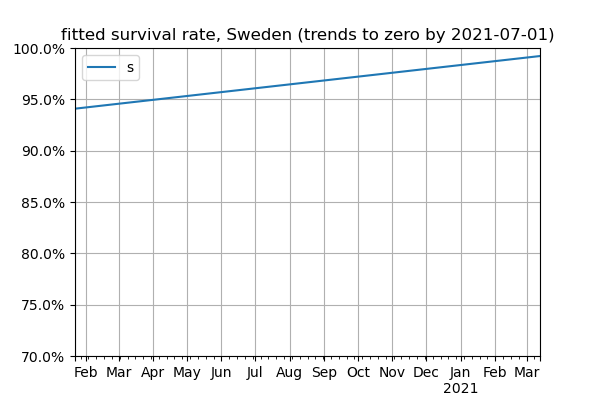 fitted survival rate, Sweden (trends to zero by 2021-07-01)
100.0%
s
95.0%
90.0%
85.0%
80.0%
75.0%
70.0%
Feb Mar Apr May Jun Jul Aug Sep Oct Nov Dec Jan Feb Mar
2021